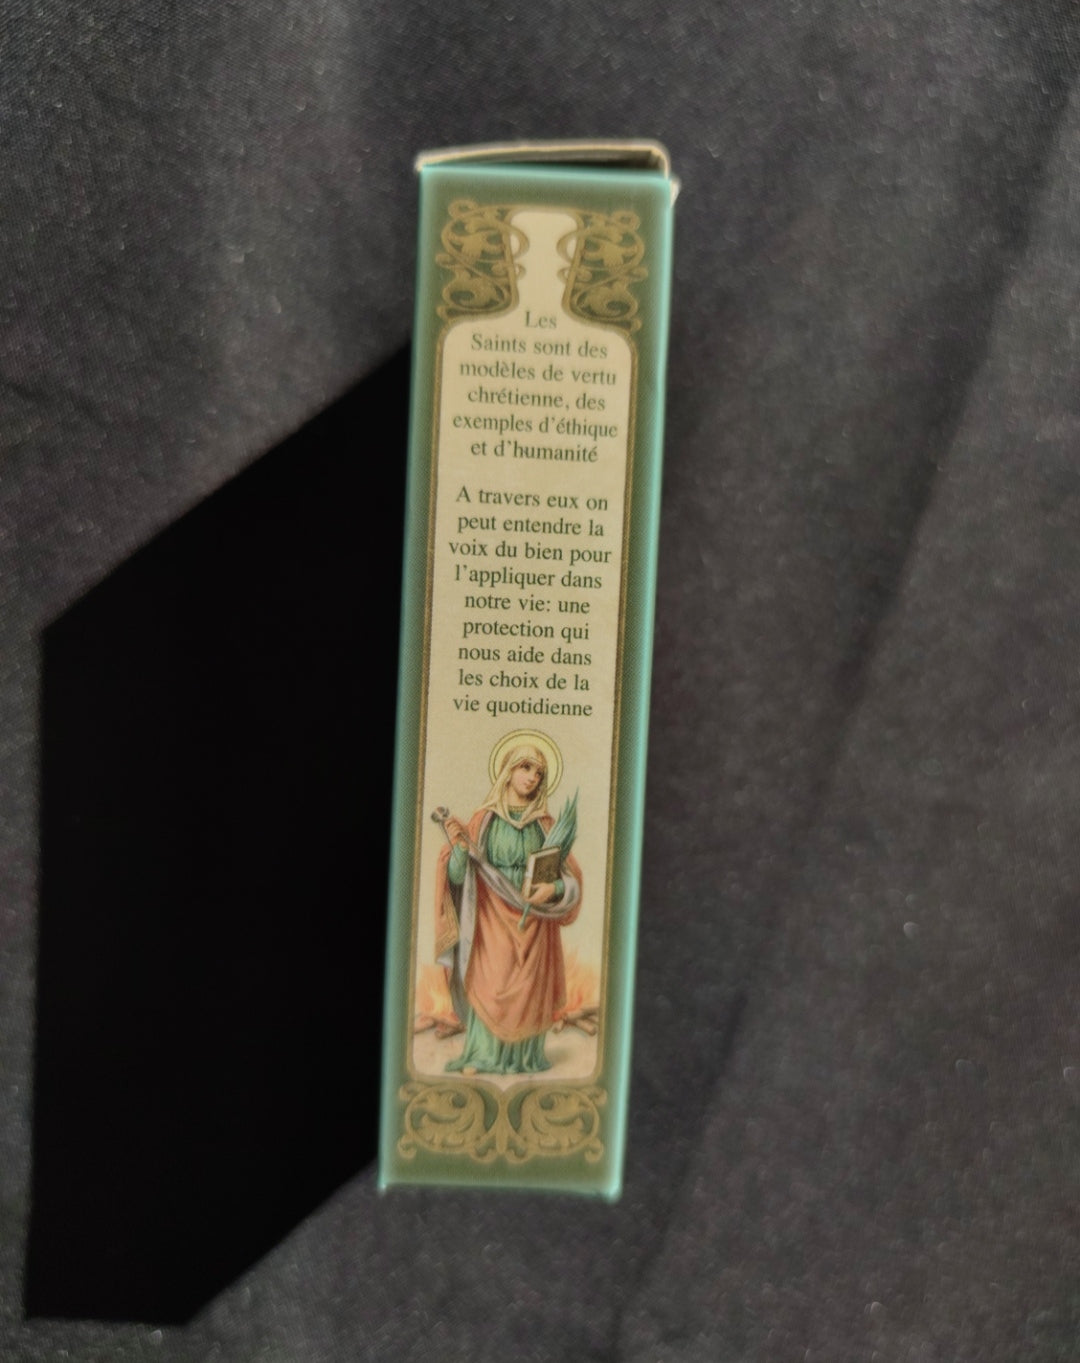 Les
Saints sont des
modèles de vertu
chrétienne, des
exemples d'éthique
et d'humanité
A travers eux on
peut entendre la
voix du bien pour
l'appliquer dans
notre vie: une
protection qui
nous aide dans
les choix de la
vie quotidienne